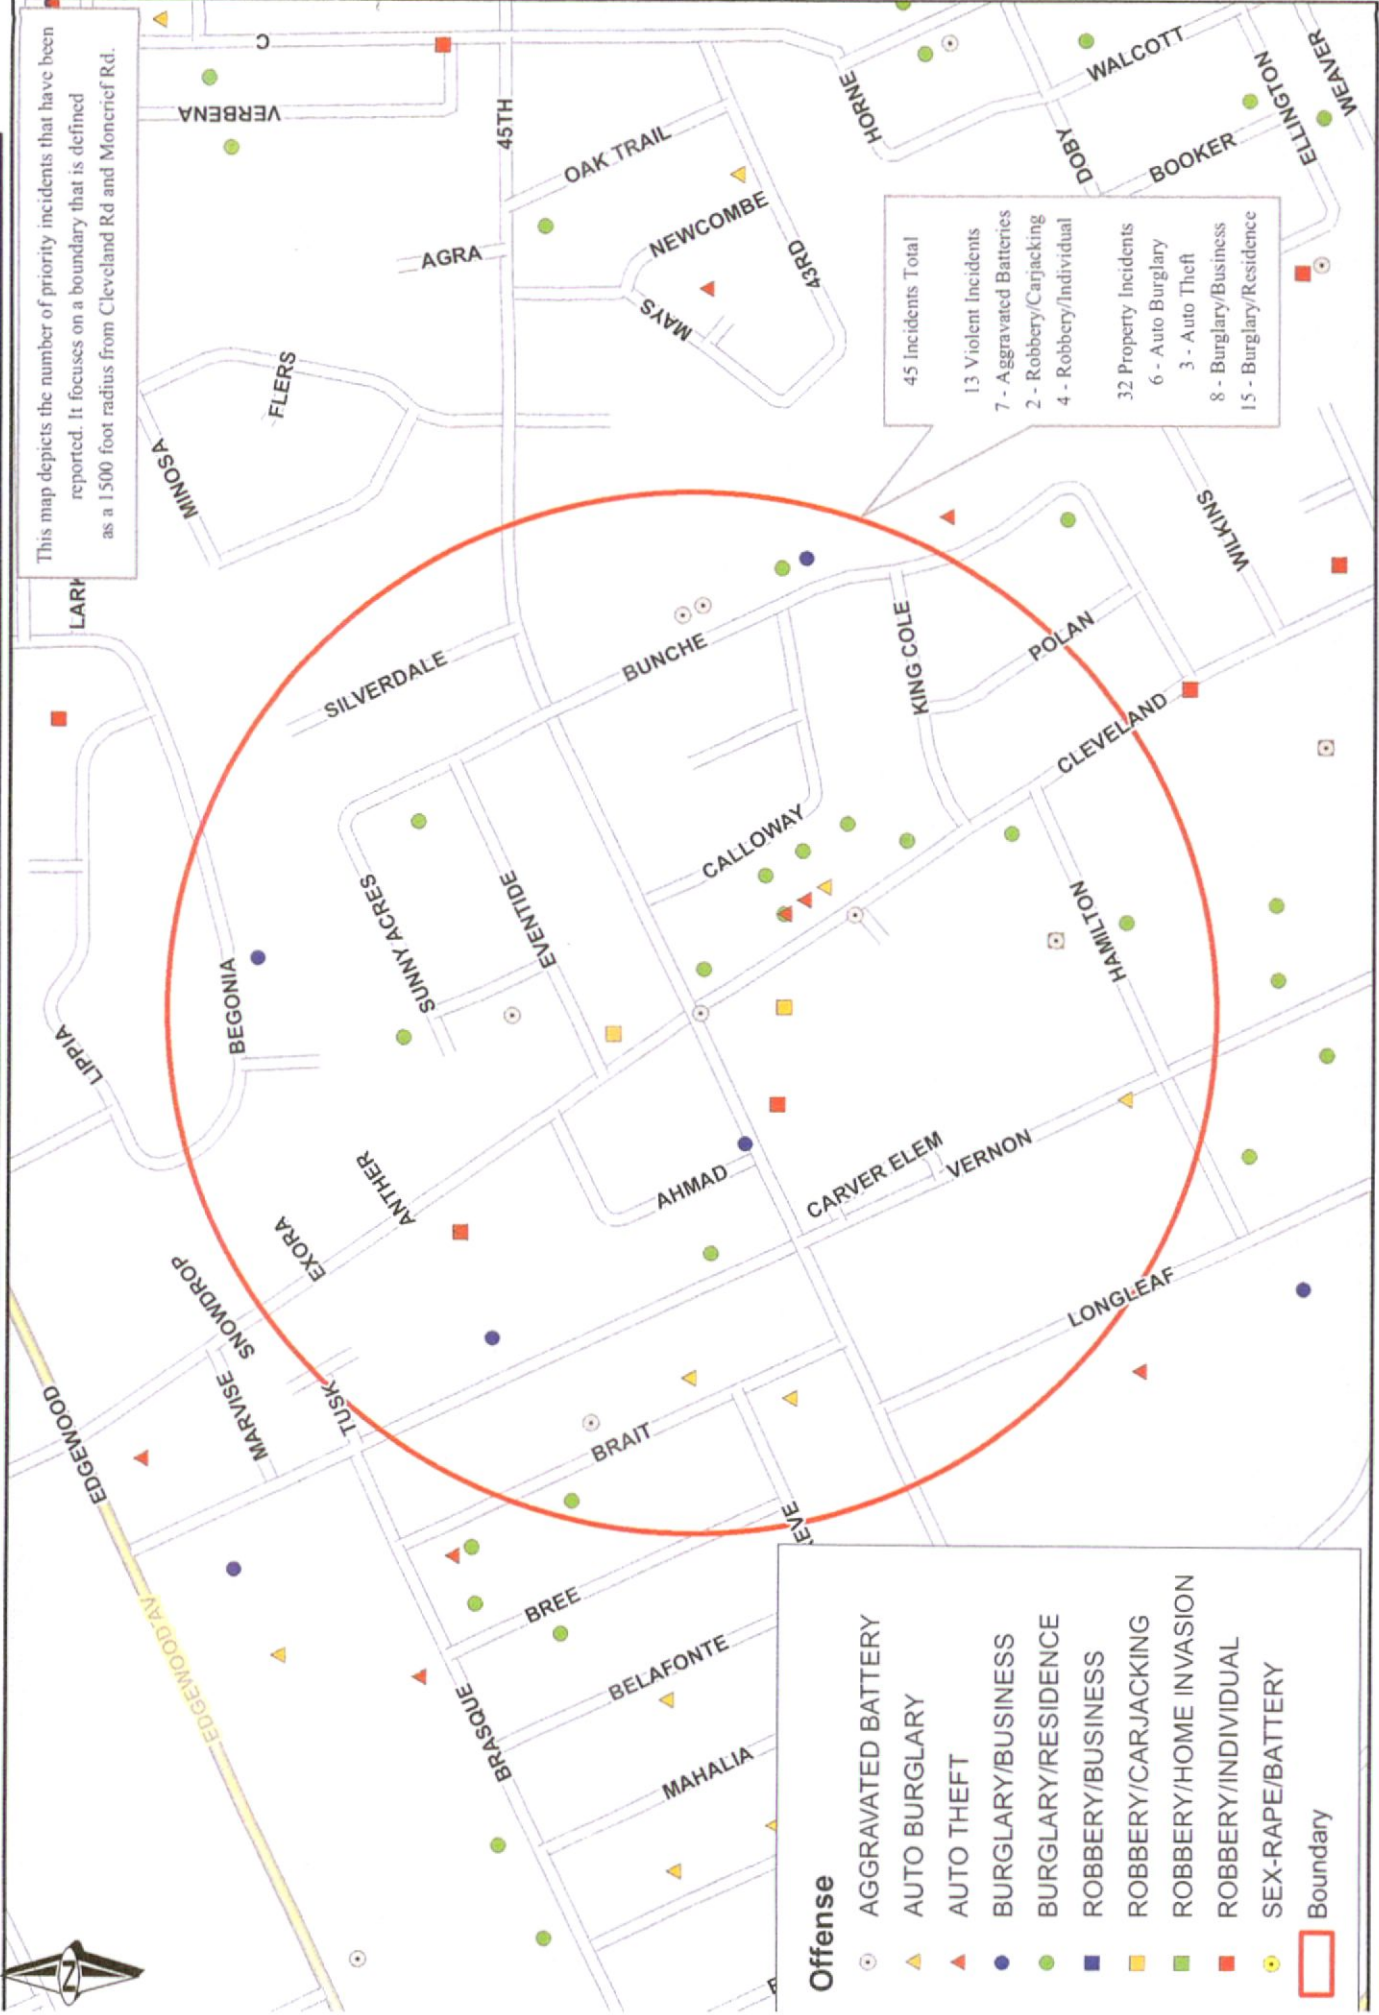 This map depicts the number of priority incidents that have been
reported. It focuses on a boundary that is defined
as a 1500 foot radius from Cleveland Rd and Moncrief Rd.
45 Incidents Total
13 Violent Incidents
7 - Aggravated Batteries
2 - Robbery/Carjacking
4 - Robbery/Individual
32 Property Incidents
6 - Auto Burglary
3 - Auto Theft
8 - Burglary/Business
15 - Burglary/Residence
Offense
AGGRAVATED BATTERY
AUTO BURGLARY
AUTO THEFT
BURGLARY/BUSINESS
BURGLARY/RESIDENCE
ROBBERY/BUSINESS
ROBBERY/CARJACKING
ROBBERY/HOME INVASION
ROBBERY/INDIVIDUAL
SEX-RAPE/BATTERY
Boundary
N
EDGEWOOD
EDGEWOOD AV
EDGEWOOD
LIPPIA
BEGONIA
MINOSA
FLERS
VERBENA
C
45TH
AGRA
OAK TRAIL
NEWCOMBE
MAYS
43RD
HORNE
DOBY
WALCOTT
BOOKER
ELLINGTON
WEAVER
SILVERDALE
BUNCHE
SUNNY ACRES
EVENTIDE
CALLOWAY
KING COLE
POLAN
CLEVELAND
WILKINS
HAMILTON
SNOWDROP
EXORA
ANTHER
MARVISE
TUSK
AHMAD
CARVER ELEM
VERNON
LONGLEAF
BRAIT
BREE
BELAFONTE
BRASQUE
MAHALIA